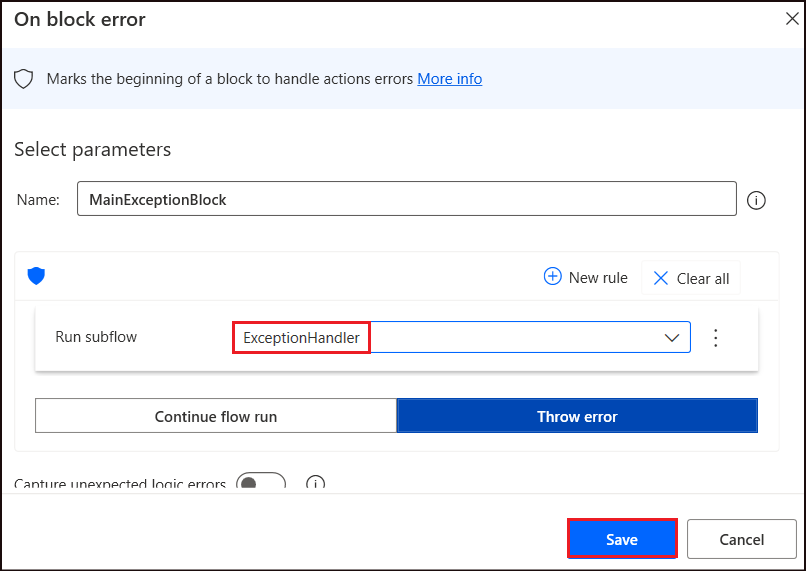 On block error
Marks the beginning of a block to handle actions errors More info
Select parameters
Name: MainExceptionBlock
New rule Clear all
Run subflow ExceptionHandler
Continue flow run Throw error
Capture unexpected logic errors
Save Cancel